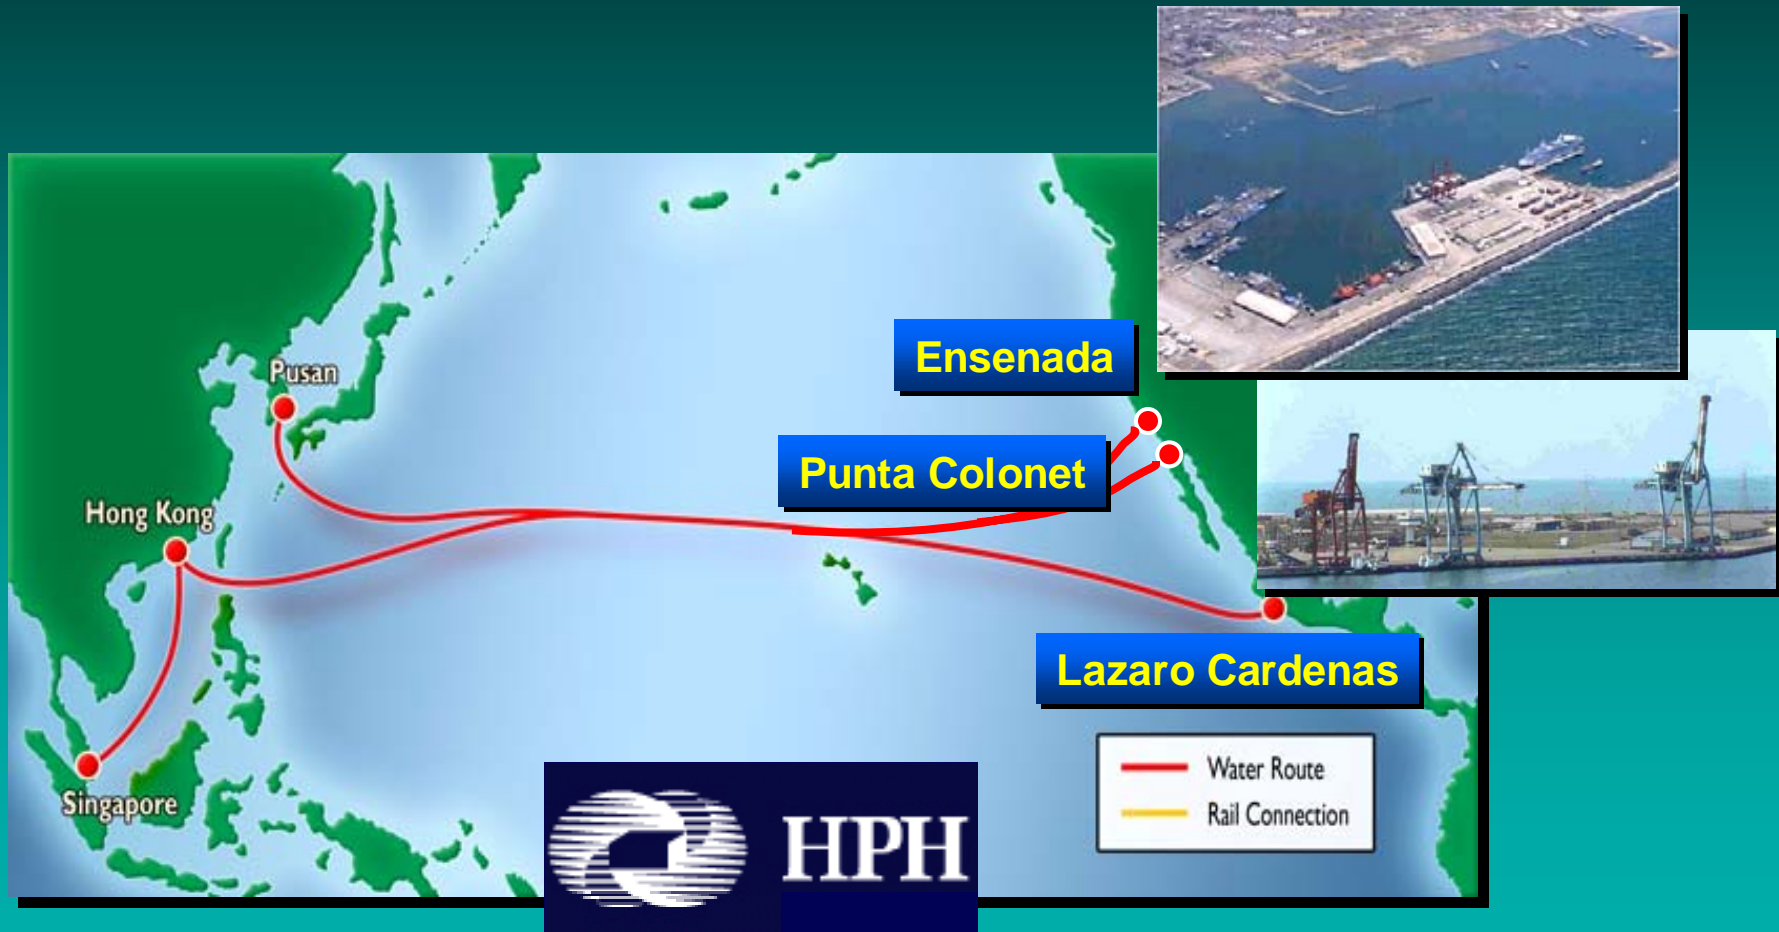 Ensenada
Pusan
Punta Colonet
Hong Kong
Lazaro Cardenas
Water Route
Singapore
Rail Connection
HPH